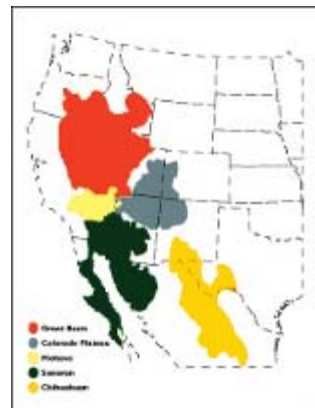 Great Basin
Colorado Plateau
Mohave
Sonoran
Chihuahuan